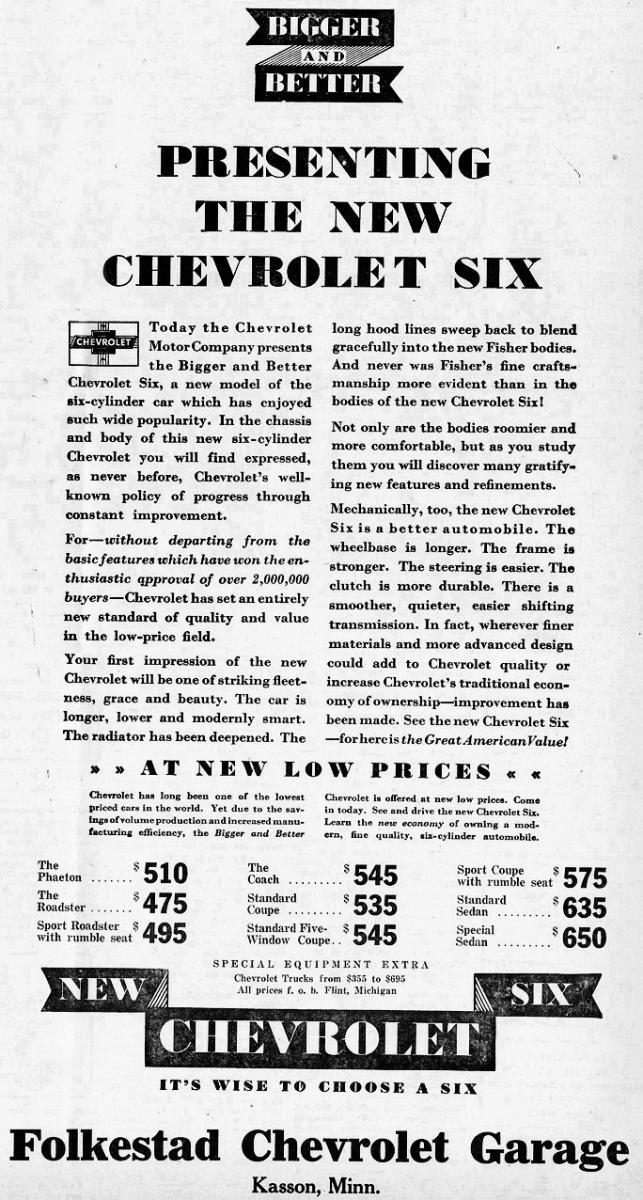 BIGGER
AND
BETTER
PRESENTING
THE NEW
CHEVROLET SIX
CHEVROLET
Today the Chevrolet
Motor Company presents
the Bigger and Better
Chevrolet Six, a new model of the
six-cylinder car which has enjoyed
such wide popularity. In the chassis
and body of this new six-cylinder
Chevrolet you will find expressed,
as never before, Chevrolet's well-
known policy of progress through
constant improvement.
For—without departing from the
basic features which have won the en-
thusiastic qpproval of over 2,000,000
buyers—Chevrolet has set an entirely
new standard of quality and value
in the low-price field.
Your first impression of the new
Chevrolet will be one of striking fleet-
ness, grace and beauty. The car is
longer, lower and modernly smart.
The radiator has been deepened. The
long hood lines sweep back to blend
gracefully into the new Fisher bodies.
And never was Fisher's fine crafts-
manship more evident than in the
bodies of the new Chevrolet Six!
Not only are the bodies roomier and
more comfortable, but as you study
them you will discover many gratify-
ing new features and refinements.
Mechanically, too, the new Chevrolet
Six is a better automobile. The
wheelbase is longer. The frame is
stronger. The steering is easier. The
clutch is more durable. There is a
smoother, quieter, easier shifting
transmission. In fact, wherever finer
materials and more advanced design
could add to Chevrolet quality or
increase Chevrolet's traditional econ-
omy of ownership—improvement has
been made. See the new Chevrolet Six
—for here is the Great American Value!
» » AT NEW LOW PRICES « «
Chevrolet has long been one of the lowest
priced cars in the world. Yet due to the sav-
ings of volume production and increased manu-
facturing efficiency, the Bigger and Better
Chevrolet is offered at new low prices. Come
in today. See and drive the new Chevrolet Six.
Learn the new economy of owning a mod-
ern, fine quality, six-cylinder automobile.
The
Phaeton ....... $510
The
Roadster ....... $475
Sport Roadster
with rumble seat $495
The
Coach ......... $545
Standard
Coupe ......... $535
Standard Five-
Window Coupe.. $545
Sport Coupe
with rumble seat $575
Standard
Sedan ......... $635
Special
Sedan ......... $650
SPECIAL EQUIPMENT EXTRA
Chevrolet Trucks from $355 to $695
All prices f. o. b. Flint, Michigan
NEW SIX
CHEVROLET
IT'S WISE TO CHOOSE A SIX
Folkestad Chevrolet Garage
Kasson, Minn.